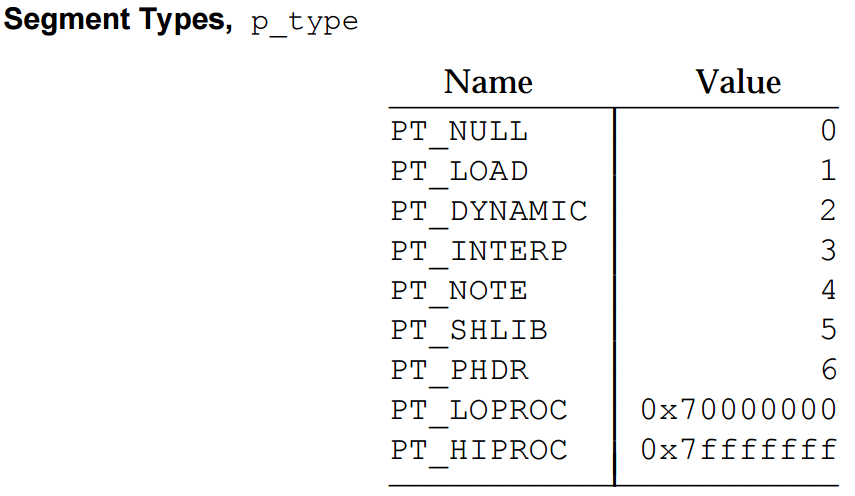 Segment Types, p_type
Name Value
PT_NULL 0
PT_LOAD 1
PT_DYNAMIC 2
PT_INTERP 3
PT_NOTE 4
PT_SHLIB 5
PT_PHDR 6
PT_LOPROC 0x70000000
PT_HIPROC 0x7fffffff